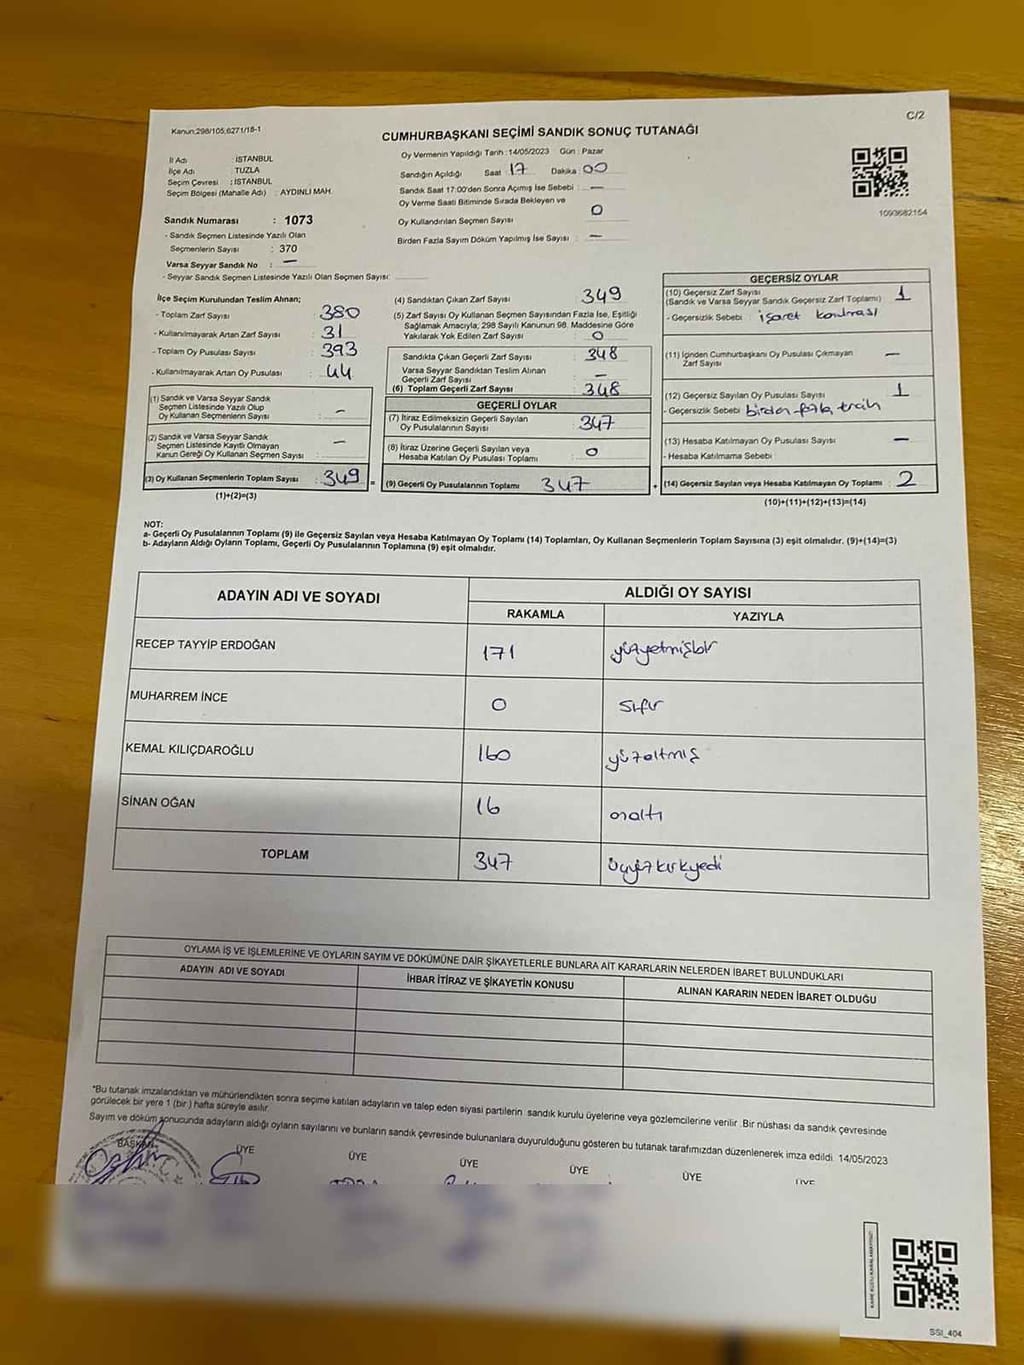 C/2
Kanun:298/105,6271/18-1
CUMHURBAŞKANI SEÇİMİ SANDIK SONUÇ TUTANAĞI
Oy Vermenin Yapıldığı Tarih :14/05/2023 Gün : Pazar
İl Adı : İSTANBUL
İlçe Adı : TUZLA
Seçim Çevresi : İSTANBUL
Seçim Bölgesi (Mahalle Adı) : AYDINLI MAH.
Sandığın Açıldığı Saat 17 Dakika : 00
Sandık Saat 17:00'den Sonra Açımış İse Sebebi : —
Oy Verme Saati Bitiminde Sırada Bekleyen ve
Oy Kullandırılan Seçmen Sayısı 0
Birden Fazla Sayım Döküm Yapılmış İse Sayısı : —
1093682154
Sandık Numarası : 1073
- Sandık Seçmen Listesinde Yazılı Olan
Seçmenlerin Sayısı : 370
Varsa Seyyar Sandık No : —
- Seyyar Sandık Seçmen Listesinde Yazılı Olan Seçmen Sayısı:
İlçe Seçim Kurulundan Teslim Alınan;
- Toplam Zarf Sayısı : 380
- Kullanılmayarak Artan Zarf Sayısı : 31
- Toplam Oy Pusulası Sayısı : 393
- Kullanılmayarak Artan Oy Pusulası : 44
(1) Sandık ve Varsa Seyyar Sandık
Seçmen Listesinde Yazılı Olup
Oy Kullanan Seçmenlerin Sayısı : —
(2) Sandık ve Varsa Seyyar Sandık
Seçmen Listesinde Kayıtlı Olmayan
Kanun Gereği Oy Kullanan Seçmen Sayısı : —
(3) Oy Kullanan Seçmenlerin Toplam Sayısı : 349 =
(1)+(2)=(3)
(4) Sandıktan Çıkan Zarf Sayısı 349
(5) Zarf Sayısı Oy Kullanan Seçmen Sayısından Fazla İse, Eşitliği
Sağlamak Amacıyla, 298 Sayılı Kanunun 98. Maddesine Göre
Yakılarak Yok Edilen Zarf Sayısı : 0
Sandıkta Çıkan Geçerli Zarf Sayısı : 348
Varsa Seyyar Sandıktan Teslim Alınan
Geçerli Zarf Sayısı : —
(6) Toplam Geçerli Zarf Sayısı : 348
GEÇERLİ OYLAR
(7) İtiraz Edilmeksizin Geçerli Sayılan
Oy Pusulalarının Sayısı : 347
(8) İtiraz Üzerine Geçerli Sayılan veya
Hesaba Katılan Oy Pusulası Toplamı : 0
(9) Geçerli Oy Pusulalarının Toplamı : 347 +
GEÇERSİZ OYLAR
(10) Geçersiz Zarf Sayısı
(Sandık ve Varsa Seyyar Sandık Geçersiz Zarf Toplamı) : 1
- Geçersizlik Sebebi : işaret konması
(11) İçinden Cumhurbaşkanı Oy Pusulası Çıkmayan
Zarf Sayısı : —
(12) Geçersiz Sayılan Oy Pusulası Sayısı : 1
- Geçersizlik Sebebi birden fazla tercih
(13) Hesaba Katılmayan Oy Pusulası Sayısı : —
- Hesaba Katılmama Sebebi
(14) Geçersiz Sayılan veya Hesaba Katılmayan Oy Toplamı : 2
(10)+(11)+(12)+(13)=(14)
NOT:
a- Geçerli Oy Pusulalarının Toplamı (9) ile Geçersiz Sayılan veya Hesaba Katılmayan Oy Toplamı (14) Toplamları, Oy Kullanan Seçmenlerin Toplam Sayısına (3) eşit olmalıdır. (9)+(14)=(3)
b- Adayların Aldığı Oyların Toplamı, Geçerli Oy Pusulalarının Toplamına (9) eşit olmalıdır.
ADAYIN ADI VE SOYADI ALDIĞI OY SAYISI
RAKAMLA YAZIYLA
RECEP TAYYİP ERDOĞAN 171 yüzyetmişbir
MUHARREM İNCE 0 sıfır
KEMAL KILIÇDAROĞLU 160 yüzaltmış
SİNAN OĞAN 16 onaltı
TOPLAM 347 üçyüzkırkyedi
OYLAMA İŞ VE İŞLEMLERİNE VE OYLARIN SAYIM VE DÖKÜMÜNE DAİR ŞİKAYETLERLE BUNLARA AİT KARARLARIN NELERDEN İBARET BULUNDUKLARI
ADAYIN ADI VE SOYADI İHBAR İTİRAZ VE ŞİKAYETİN KONUSU ALINAN KARARIN NEDEN İBARET OLDUĞU
*Bu tutanak imzalandıktan ve mühürlendikten sonra seçime katılan adayların ve talep eden siyasi partilerin sandık kurulu üyelerine veya gözlemcilerine verilir .Bir nüshası da sandık çevresinde
görülecek bir yere 1 (bir ) hafta süreyle asılır.
Sayım ve döküm sonucunda adayların aldığı oyların sayılarını ve bunların sandık çevresinde bulunanlara duyurulduğunu gösteren bu tutanak tarafımızdan düzenlenerek imza edildi. 14/05/2023
BAŞKAN ÜYE ÜYE ÜYE ÜYE ÜYE
SSI_404